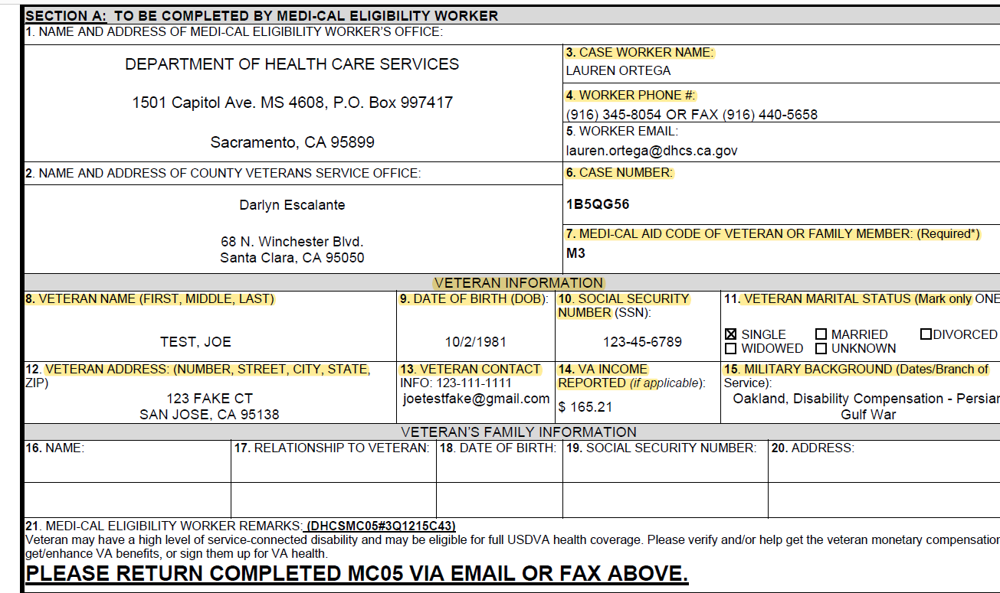 SECTION A: TO BE COMPLETED BY MEDI-CAL ELIGIBILITY WORKER
1. NAME AND ADDRESS OF MEDI-CAL ELIGIBILITY WORKER'S OFFICE:
DEPARTMENT OF HEALTH CARE SERVICES
1501 Capitol Ave. MS 4608, P.O. Box 997417
Sacramento, CA 95899
3. CASE WORKER NAME:
LAUREN ORTEGA
4. WORKER PHONE #:
(916) 345-8054 OR FAX (916) 440-5658
5. WORKER EMAIL:
lauren.ortega@dhcs.ca.gov
2. NAME AND ADDRESS OF COUNTY VETERANS SERVICE OFFICE:
Darlyn Escalante
68 N. Winchester Blvd.
Santa Clara, CA 95050
6. CASE NUMBER:
1B5QG56
7. MEDI-CAL AID CODE OF VETERAN OR FAMILY MEMBER: (Required*)
M3
VETERAN INFORMATION
8. VETERAN NAME (FIRST, MIDDLE, LAST)
TEST, JOE
9. DATE OF BIRTH (DOB):
10/2/1981
10. SOCIAL SECURITY
NUMBER (SSN):
123-45-6789
11. VETERAN MARITAL STATUS (Mark only ONE
☒ SINGLE ☐ MARRIED ☐ DIVORCED
☐ WIDOWED ☐ UNKNOWN
12. VETERAN ADDRESS: (NUMBER, STREET, CITY, STATE,
ZIP)
123 FAKE CT
SAN JOSE, CA 95138
13. VETERAN CONTACT
INFO: 123-111-1111
joetestfake@gmail.com
14. VA INCOME
REPORTED (if applicable):
$ 165.21
15. MILITARY BACKGROUND (Dates/Branch of
Service):
Oakland, Disability Compensation - Persian
Gulf War
VETERAN'S FAMILY INFORMATION
16. NAME:
17. RELATIONSHIP TO VETERAN:
18. DATE OF BIRTH:
19. SOCIAL SECURITY NUMBER:
20. ADDRESS:
21. MEDI-CAL ELIGIBILITY WORKER REMARKS: (DHCSMC05#3Q1215C43)
Veteran may have a high level of service-connected disability and may be eligible for full USDVA health coverage. Please verify and/or help get the veteran monetary compensation
get/enhance VA benefits, or sign them up for VA health.
PLEASE RETURN COMPLETED MC05 VIA EMAIL OR FAX ABOVE.